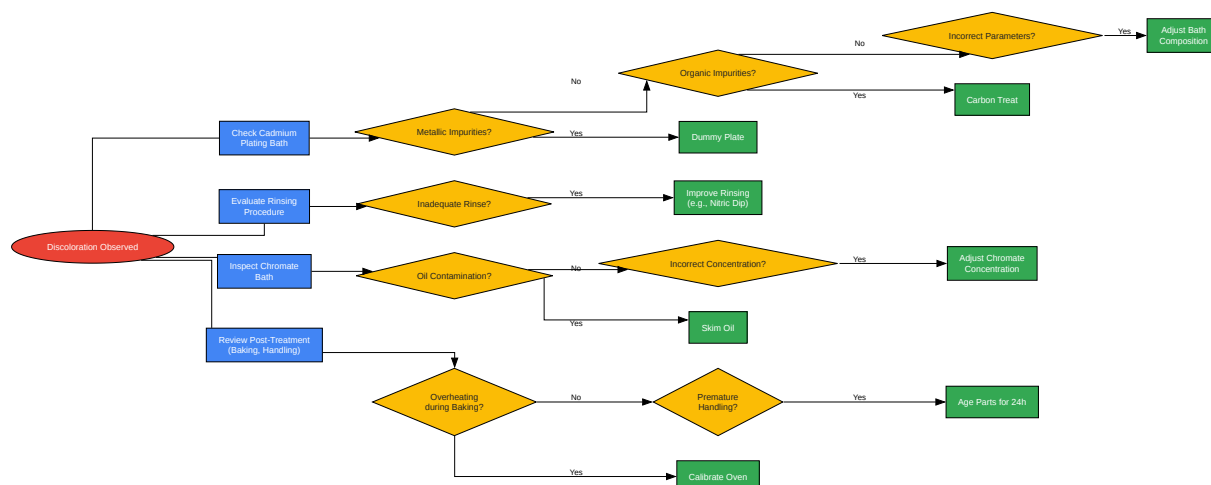 Incorrect Parameters?
Yes
Adjust Bath
Composition
No
Organic Impurities?
No
Yes
Carbon Treat
Check Cadmium
Plating Bath
Metallic Impurities?
Yes
Dummy Plate
Evaluate Rinsing
Procedure
Inadequate Rinse?
Yes
Improve Rinsing
(e.g., Nitric Dip)
Discoloration Observed
Inspect Chromate
Bath
Oil Contamination?
No
Incorrect Concentration?
Yes
Adjust Chromate
Concentration
Yes
Skim Oil
Review Post-Treatment
(Baking, Handling)
Overheating
during Baking?
No
Premature
Handling?
Yes
Age Parts for 24h
Yes
Calibrate Oven